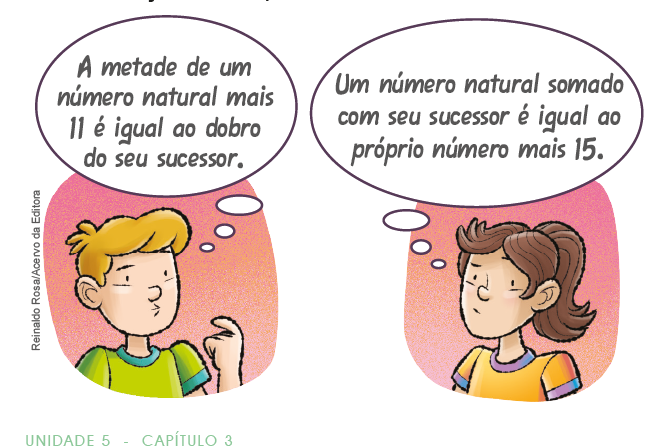 A metade de um
número natural mais
11 é igual ao dobro
do seu sucessor.
Um número natural somado
com seu sucessor é igual ao
próprio número mais 15.
Reinaldo Rosa/Acervo da Editora
UNIDADE 5 - CAPÍTULO 3